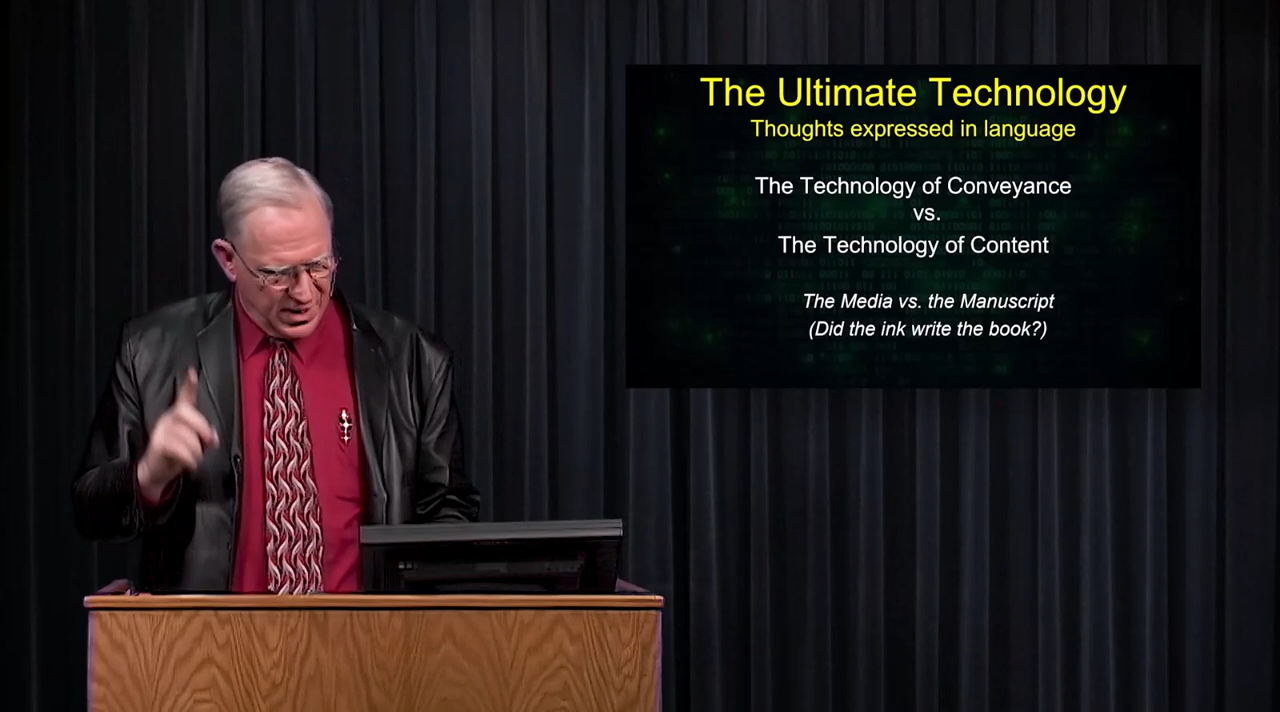 The Ultimate Technology
Thoughts expressed in language
The Technology of Conveyance
vs.
The Technology of Content
The Media vs. the Manuscript
(Did the ink write the book?)